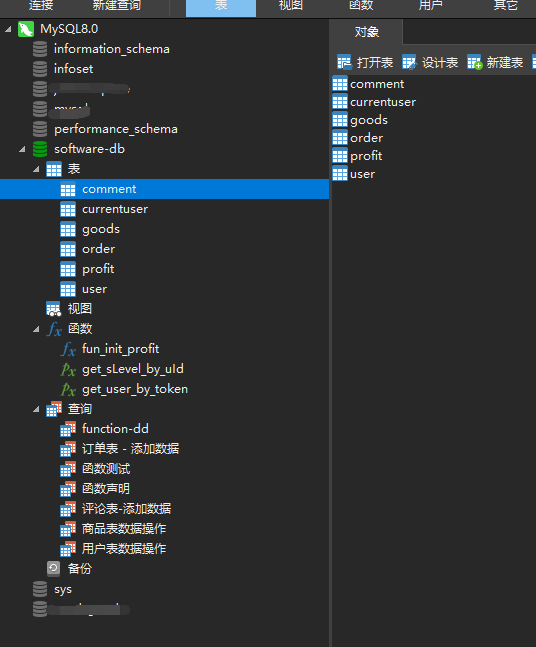 连接 新建查询 表 视图 函数 用户 其它
MySQL8.0
information_schema
infoset
performance_schema
software-db
表
comment
currentuser
goods
order
profit
user
视图
函数
fun_init_profit
get_sLevel_by_uId
get_user_by_token
查询
function-dd
订单表 - 添加数据
函数测试
函数声明
评论表-添加数据
商品表数据操作
用户表数据操作
备份
sys
对象
打开表 设计表 新建表
comment
currentuser
goods
order
profit
user